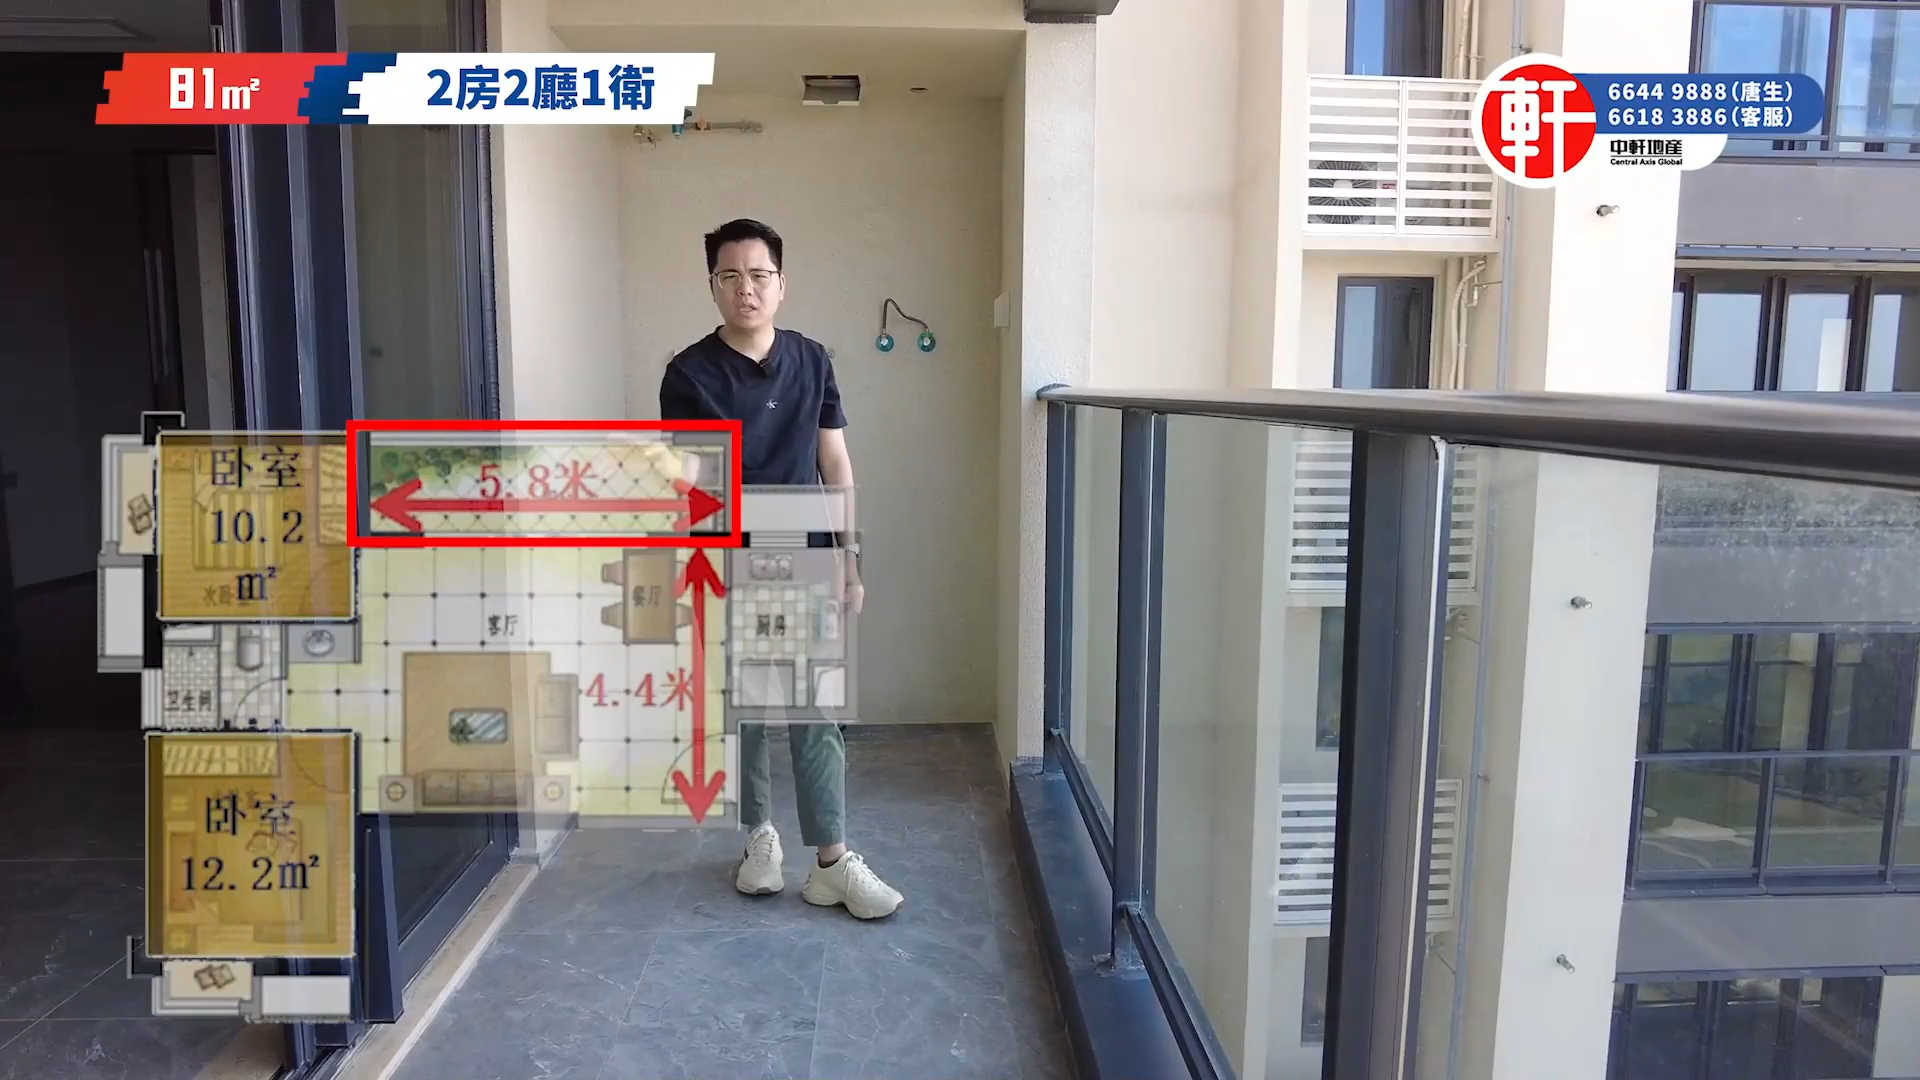 81㎡
2房2廳1衛
軒
6644 9888(唐生)
6618 3886(客服)
中軒地產
Central Axis Global
卧室
10.2
㎡
5.8米
餐厅
客厅
厨房
4.4米
卫生间
卧室
12.2㎡